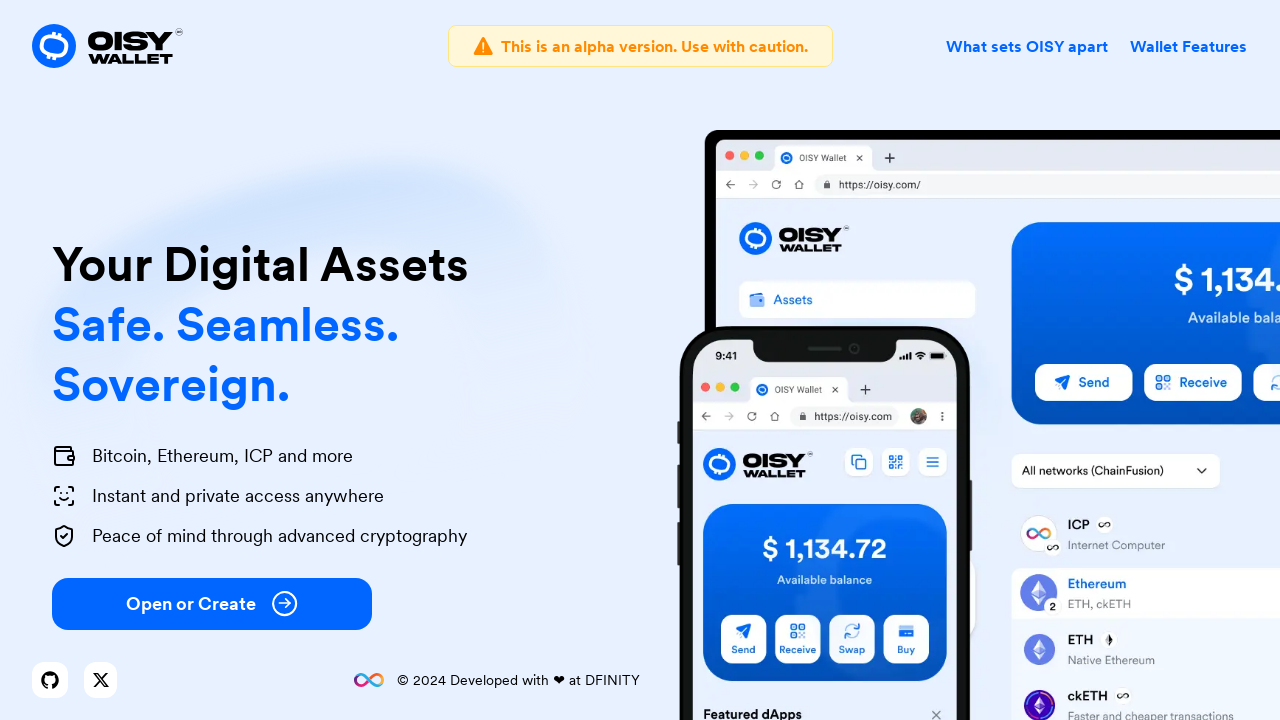 OISY
WALLET
This is an alpha version. Use with caution.
What sets OISY apart
Wallet Features
Your Digital Assets
Safe. Seamless.
Sovereign.
Bitcoin, Ethereum, ICP and more
Instant and private access anywhere
Peace of mind through advanced cryptography
Open or Create
© 2024 Developed with ❤ at DFINITY
OISY Wallet
https://oisy.com/
OISY
WALLET
Assets
$ 1,134.
Available bala
Send
Receive
All networks (ChainFusion)
ICP
Internet Computer
Ethereum
2
ETH, ckETH
ETH
Native Ethereum
ckETH
Faster and cheaper transactions
9:41
OISY Wallet
https://oisy.com
OISY
WALLET
$ 1,134.72
Available balance
Send
Receive
Swap
Buy
Featured dApps